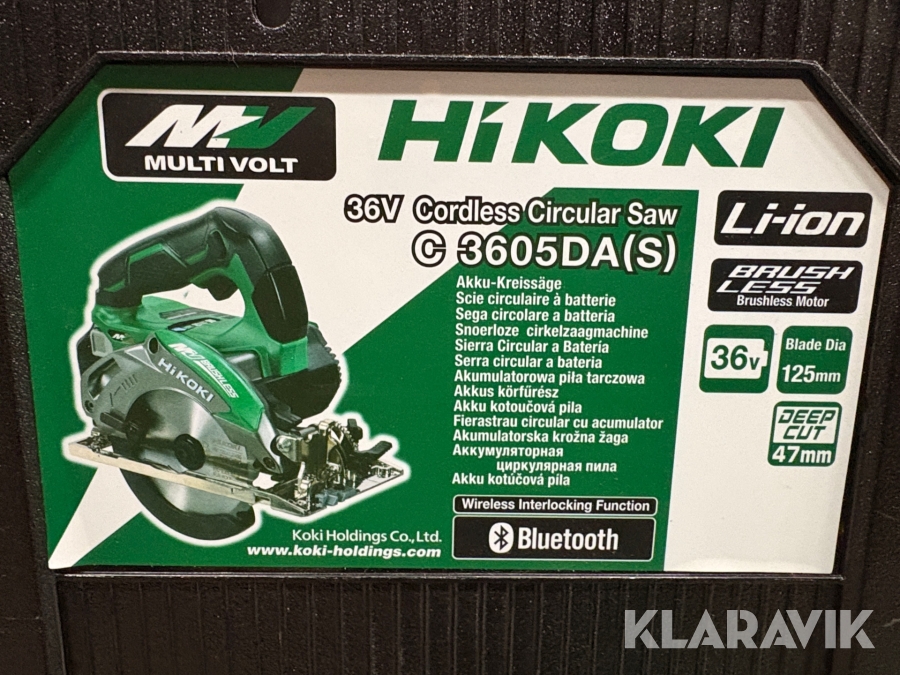 MV
MULTI VOLT
HiKOKI
36V Cordless Circular Saw
C 3605DA(S)
Akku-Kreissäge
Scie circulaire à batterie
Sega circolare a batteria
Snoerloze cirkelzaagmachine
Sierra Circular a Batería
Serra circular a bateria
Akumulatorowa piła tarczowa
Akkus körfűrész
Akku kotoučová pila
Fierastrau circular cu acumulator
Akumulatorska krožna žaga
Аккумуляторная
циркулярная пила
Akku kotúčová píla
Wireless Interlocking Function
Bluetooth
Li-ion
BRUSH
LESS
Brushless Motor
36V
Blade Dia
125mm
DEEP
CUT
47mm
MV BRUSHLESS
HiKOKI
Koki Holdings Co., Ltd.
www.koki-holdings.com
KLARAVIK